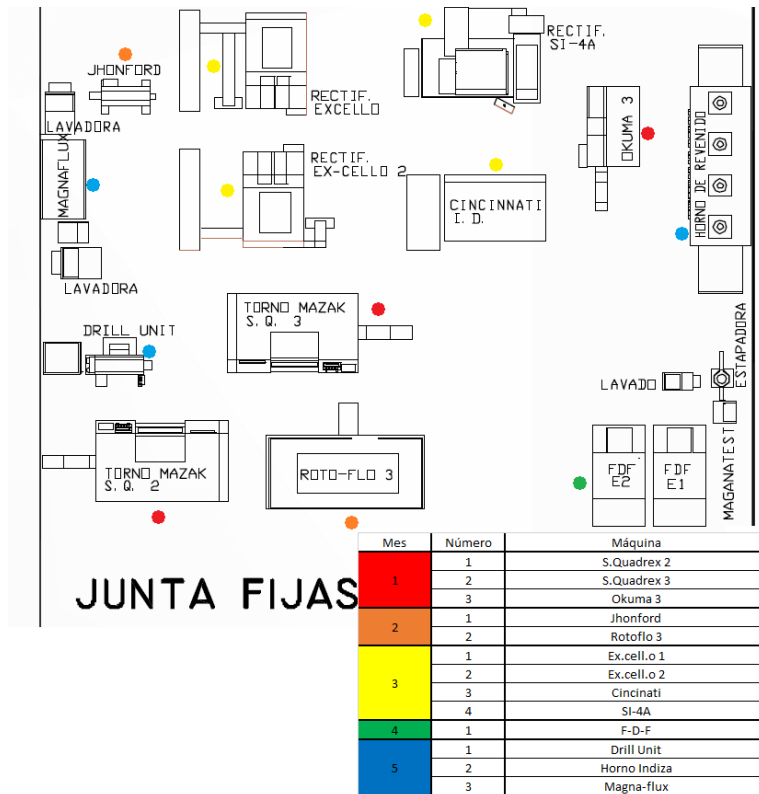 RECTIF.
SI-4A
JHONFORD
RECTIF.
EXCELLO
LAVADORA
OKUMA 3
MAGNAFLUX
RECTIF.
EX-CELLO 2
HORNO DE REVENIDO
CINCINNATI
I. D.
LAVADORA
TORNO MAZAK
S. Q. 3
DRILL UNIT
ESTAPADORA
LAVADO
TORNO MAZAK
S. Q. 2
ROTO-FLO 3
FDF
E2
FDF
E1
MAGANATEST
JUNTA FIJAS
Mes Número Máquina
1 1 S.Quadrex 2
2 S.Quadrex 3
3 Okuma 3
2 1 Jhonford
2 Rotoflo 3
3 1 Ex.cell.o 1
2 Ex.cell.o 2
3 Cincinati
4 SI-4A
4 1 F-D-F
5 1 Drill Unit
2 Horno Indiza
3 Magna-flux